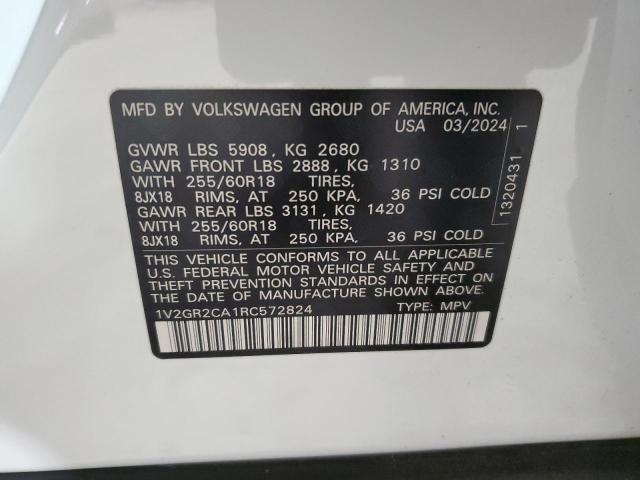 MFD BY VOLKSWAGEN GROUP OF AMERICA, INC.
USA 03/2024
GVWR LBS 5908, KG 2680
GAWR FRONT LBS 2888, KG 1310
WITH 255/60R18 TIRES,
8JX18 RIMS, AT 250 KPA, 36 PSI COLD
GAWR REAR LBS 3131, KG 1420
WITH 255/60R18 TIRES,
8JX18 RIMS, AT 250 KPA, 36 PSI COLD
THIS VEHICLE CONFORMS TO ALL APPLICABLE
U.S. FEDERAL MOTOR VEHICLE SAFETY AND
THEFT PREVENTION STANDARDS IN EFFECT ON
THE DATE OF MANUFACTURE SHOWN ABOVE.
1V2GR2CA1RC572824 TYPE: MPV
1320431 1